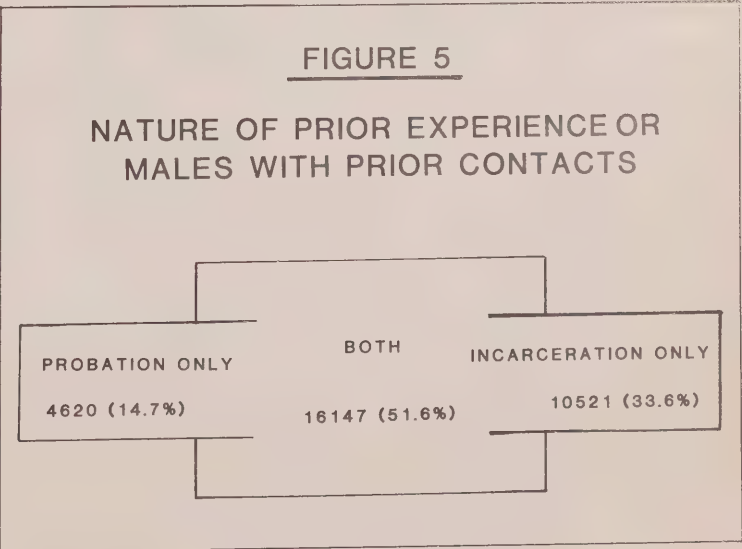 FIGURE 5
NATURE OF PRIOR EXPERIENCE OR
MALES WITH PRIOR CONTACTS
PROBATION ONLY
4620 (14.7%)
BOTH
16147 (51.6%)
INCARCERATION ONLY
10521 (33.6%)